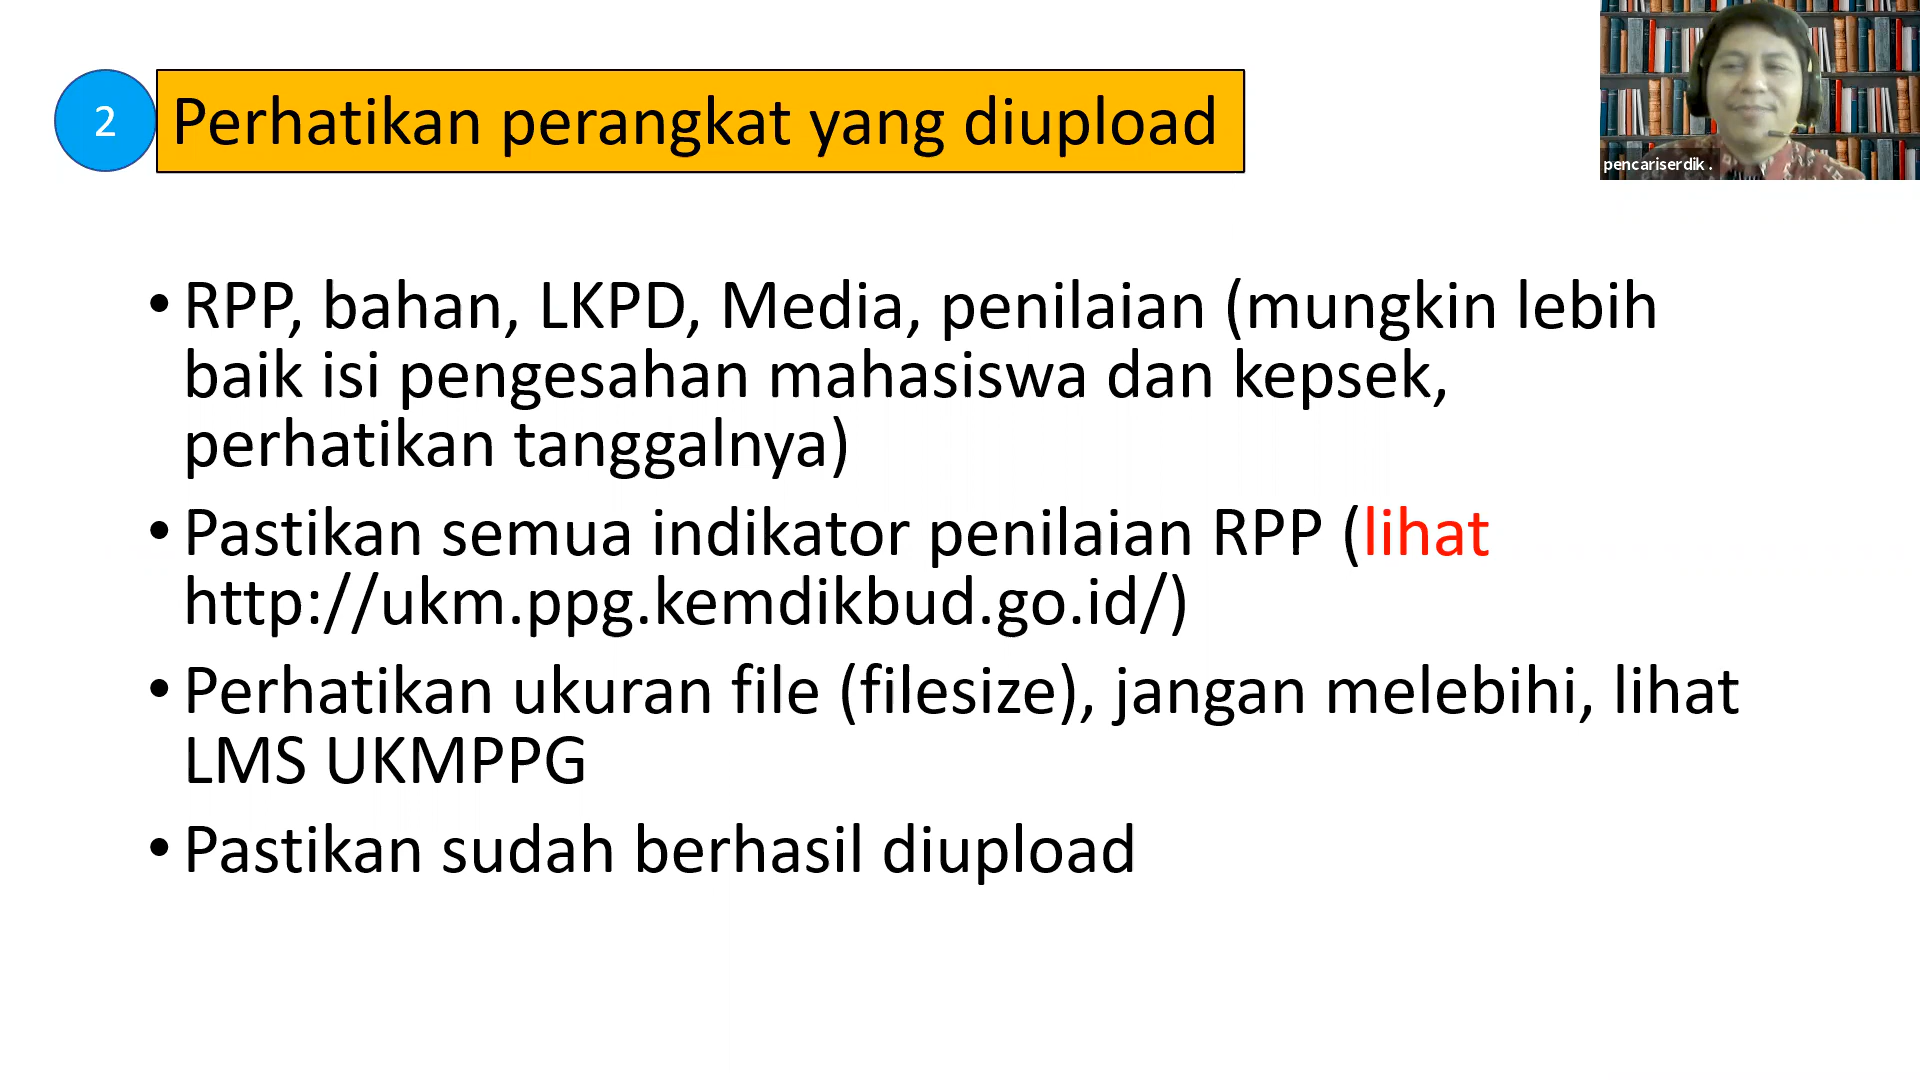 2
Perhatikan perangkat yang diupload
pencariserdik .
• RPP, bahan, LKPD, Media, penilaian (mungkin lebih
baik isi pengesahan mahasiswa dan kepsek,
perhatikan tanggalnya)
• Pastikan semua indikator penilaian RPP (lihat
http://ukm.ppg.kemdikbud.go.id/)
• Perhatikan ukuran file (filesize), jangan melebihi, lihat
LMS UKMPPG
• Pastikan sudah berhasil diupload